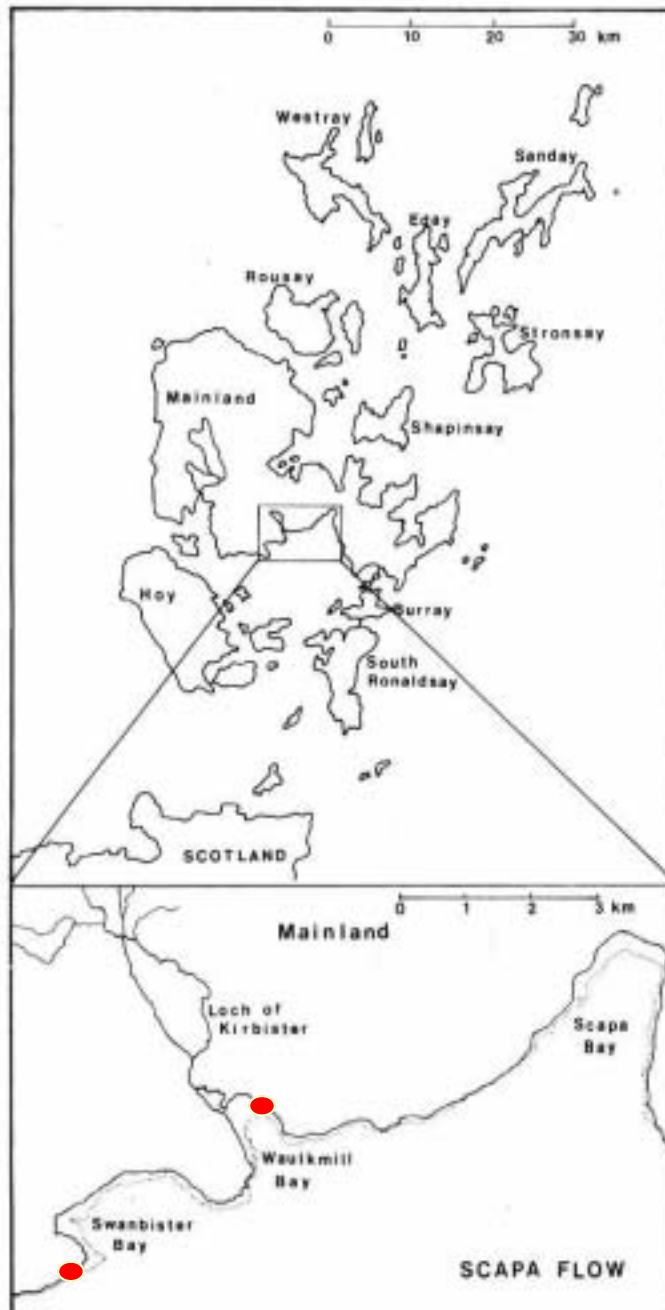 0 10 20 30 km
Westray
Sanday
Eday
Rousay
Stronsay
Mainland
Shapinsay
Hoy
Burray
South
Ronaldsay
SCOTLAND
0 1 2 3 km
Mainland
Loch of
Kirbister
Scapa
Bay
Waulkmill
Bay
Swanbister
Bay
SCAPA FLOW